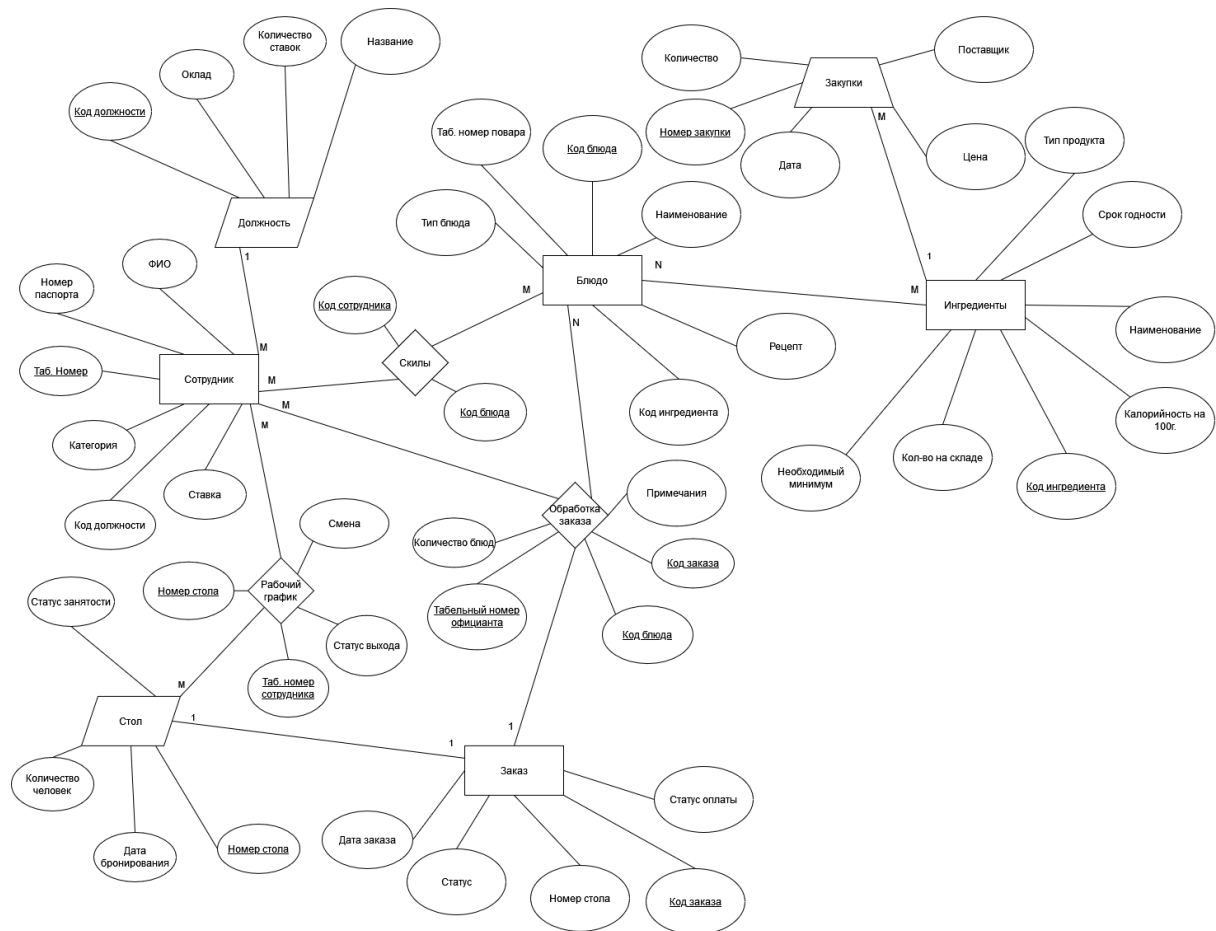 Количество
ставок
Название
Оклад
Код должности
Должность
1
Количество
Поставщик
Закупки
Номер закупки
М
Дата
Цена
Таб. номер повара
Код блюда
Тип продукта
Тип блюда
Наименование
Срок годности
ФИО
Номер
паспорта
N
1
Блюдо
М
Ингредиенты
М
Код сотрудника
N
Наименование
Рецепт
М
Скилы
Таб. Номер
Сотрудник
М
М
Код блюда
Код ингредиента
Калорийность на
100г.
М
Категория
Кол-во на складе
Необходимый
минимум
Код ингредиента
Ставка
Код должности
Примечания
Обработка
заказа
Смена
Количество блюд
Код заказа
Рабочий
график
Номер стола
Статус занятости
Табельный номер
официанта
Код блюда
Статус выхода
Таб. номер
сотрудника
М
Стол
1
1
1
Заказ
Количество
человек
Статус оплаты
Дата заказа
Номер стола
Дата
бронирования
Статус
Номер стола
Код заказа